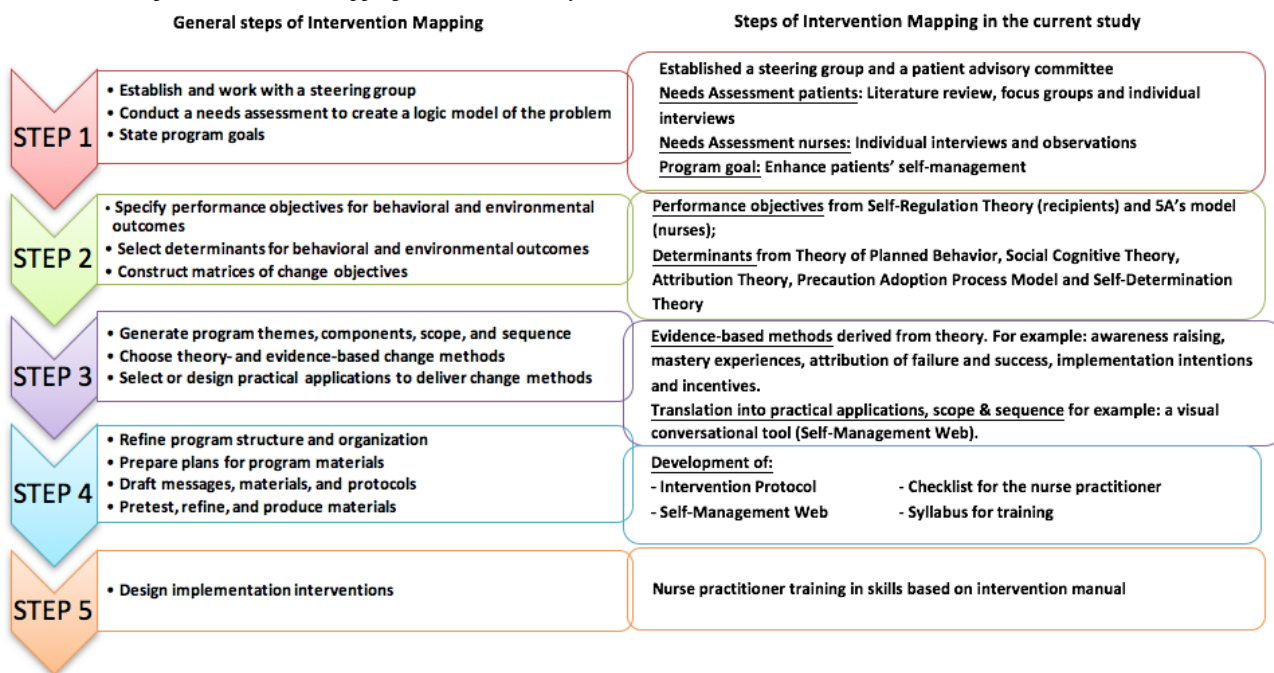 General steps of Intervention Mapping
Steps of Intervention Mapping in the current study
STEP 1
• Establish and work with a steering group
• Conduct a needs assessment to create a logic model of the problem
• State program goals
Established a steering group and a patient advisory committee
Needs Assessment patients: Literature review, focus groups and individual
interviews
Needs Assessment nurses: Individual interviews and observations
Program goal: Enhance patients' self-management
STEP 2
• Specify performance objectives for behavioral and environmental
outcomes
• Select determinants for behavioral and environmental outcomes
• Construct matrices of change objectives
Performance objectives from Self-Regulation Theory (recipients) and 5A's model
(nurses);
Determinants from Theory of Planned Behavior, Social Cognitive Theory,
Attribution Theory, Precaution Adoption Process Model and Self-Determination
Theory
STEP 3
• Generate program themes, components, scope, and sequence
• Choose theory- and evidence-based change methods
• Select or design practical applications to deliver change methods
Evidence-based methods derived from theory. For example: awareness raising,
mastery experiences, attribution of failure and success, implementation intentions
and incentives.
Translation into practical applications, scope & sequence for example: a visual
conversational tool (Self-Management Web).
STEP 4
• Refine program structure and organization
• Prepare plans for program materials
• Draft messages, materials, and protocols
• Pretest, refine, and produce materials
Development of:
- Intervention Protocol - Checklist for the nurse practitioner
- Self-Management Web - Syllabus for training
STEP 5
• Design implementation interventions
Nurse practitioner training in skills based on intervention manual